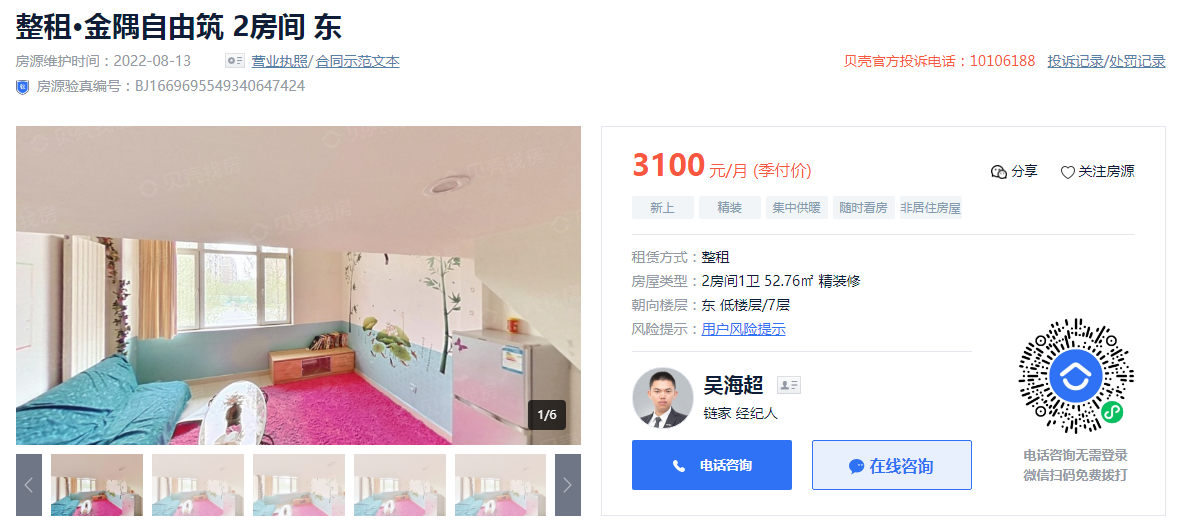 整租•金隅自由筑 2房间 东
房源维护时间：2022-08-13 营业执照/合同示范文本 贝壳官方投诉电话：10106188 投诉记录/处罚记录
房源验真编号：BJ1669695549340647424
贝壳找房
3100 元/月 (季付价) 分享 关注房源
新上 精装 集中供暖 随时看房 非居住房屋
租赁方式：整租
房屋类型：2房间1卫 52.76㎡ 精装修
朝向楼层：东 低楼层/7层
风险提示：用户风险提示
吴海超
链家 经纪人
1/6
电话咨询 在线咨询
电话咨询无需登录
微信扫码免费拨打